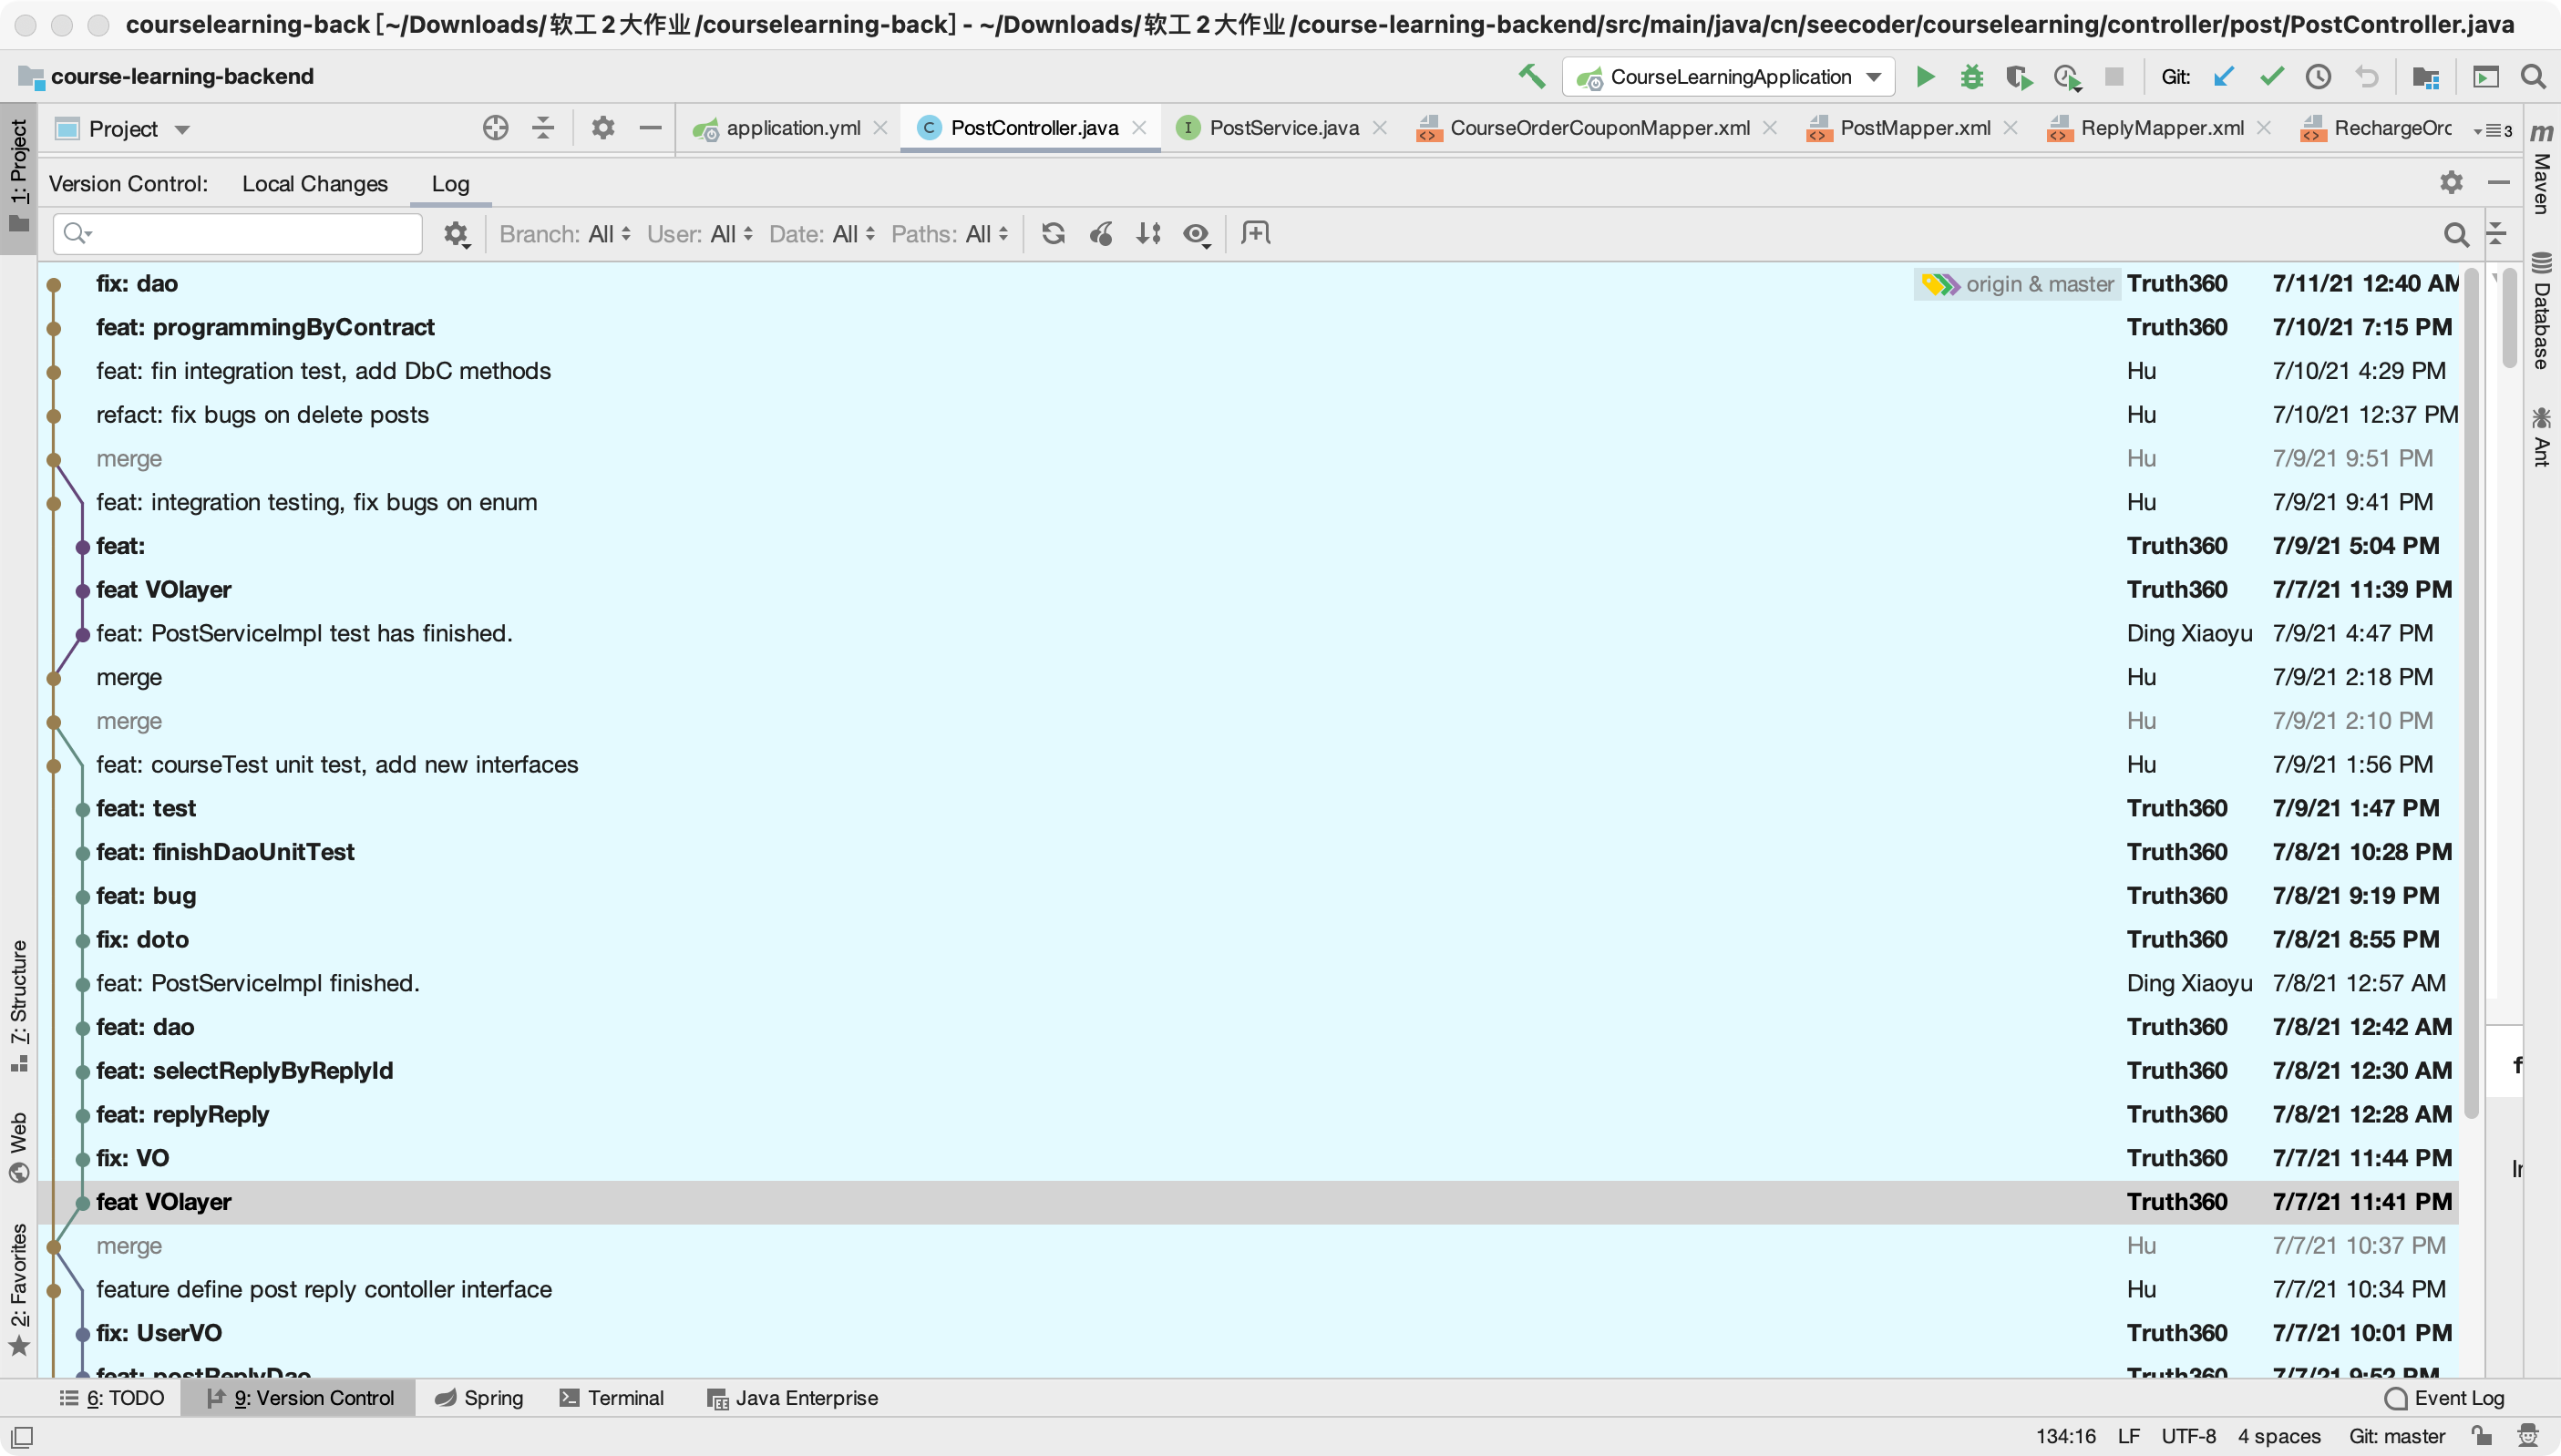 courselearning-back [~/Downloads/软工2大作业/courselearning-back] - ~/Downloads/软工2大作业/course-learning-backend/src/main/java/cn/seecoder/courselearning/controller/post/PostController.java
course-learning-backend
CourseLearningApplication
Git:
1: Project
Project
application.yml
PostController.java
PostService.java
CourseOrderCouponMapper.xml
PostMapper.xml
ReplyMapper.xml
RechargeOrc
3
Maven
Database
Ant
Version Control: Local Changes Log
Branch: All User: All Date: All Paths: All
fix: dao origin & master Truth360 7/11/21 12:40 AM
feat: programmingByContract Truth360 7/10/21 7:15 PM
feat: fin integration test, add DbC methods Hu 7/10/21 4:29 PM
refact: fix bugs on delete posts Hu 7/10/21 12:37 PM
merge Hu 7/9/21 9:51 PM
feat: integration testing, fix bugs on enum Hu 7/9/21 9:41 PM
feat: Truth360 7/9/21 5:04 PM
feat VOlayer Truth360 7/7/21 11:39 PM
feat: PostServiceImpl test has finished. Ding Xiaoyu 7/9/21 4:47 PM
merge Hu 7/9/21 2:18 PM
merge Hu 7/9/21 2:10 PM
feat: courseTest unit test, add new interfaces Hu 7/9/21 1:56 PM
feat: test Truth360 7/9/21 1:47 PM
feat: finishDaoUnitTest Truth360 7/8/21 10:28 PM
feat: bug Truth360 7/8/21 9:19 PM
fix: doto Truth360 7/8/21 8:55 PM
feat: PostServiceImpl finished. Ding Xiaoyu 7/8/21 12:57 AM
feat: dao Truth360 7/8/21 12:42 AM
feat: selectReplyByReplyId Truth360 7/8/21 12:30 AM
feat: replyReply Truth360 7/8/21 12:28 AM
fix: VO Truth360 7/7/21 11:44 PM
feat VOlayer Truth360 7/7/21 11:41 PM
merge Hu 7/7/21 10:37 PM
feature define post reply contoller interface Hu 7/7/21 10:34 PM
fix: UserVO Truth360 7/7/21 10:01 PM
feat: postReplyDao Truth360 7/7/21 9:52 PM
7: Structure
Web
2: Favorites
6: TODO
9: Version Control
Spring
Terminal
Java Enterprise
Event Log
134:16 LF UTF-8 4 spaces Git: master